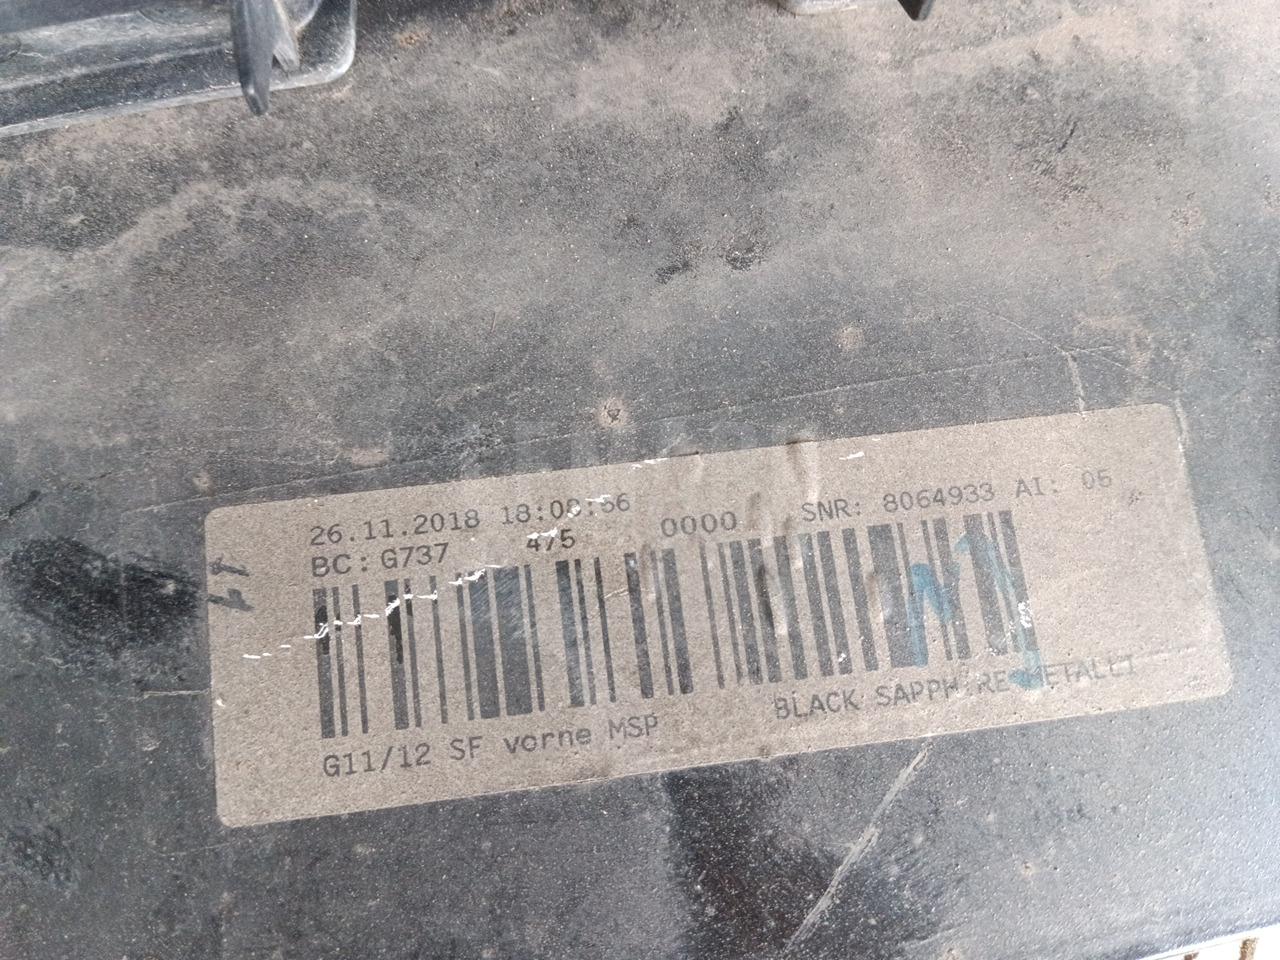 26.11.2018 18:08:56
0000
SNR: 8064933 AI: 05
BC: G737
475
G11/12 SF vorne MSP
BLACK SAPPHIRE METALLI